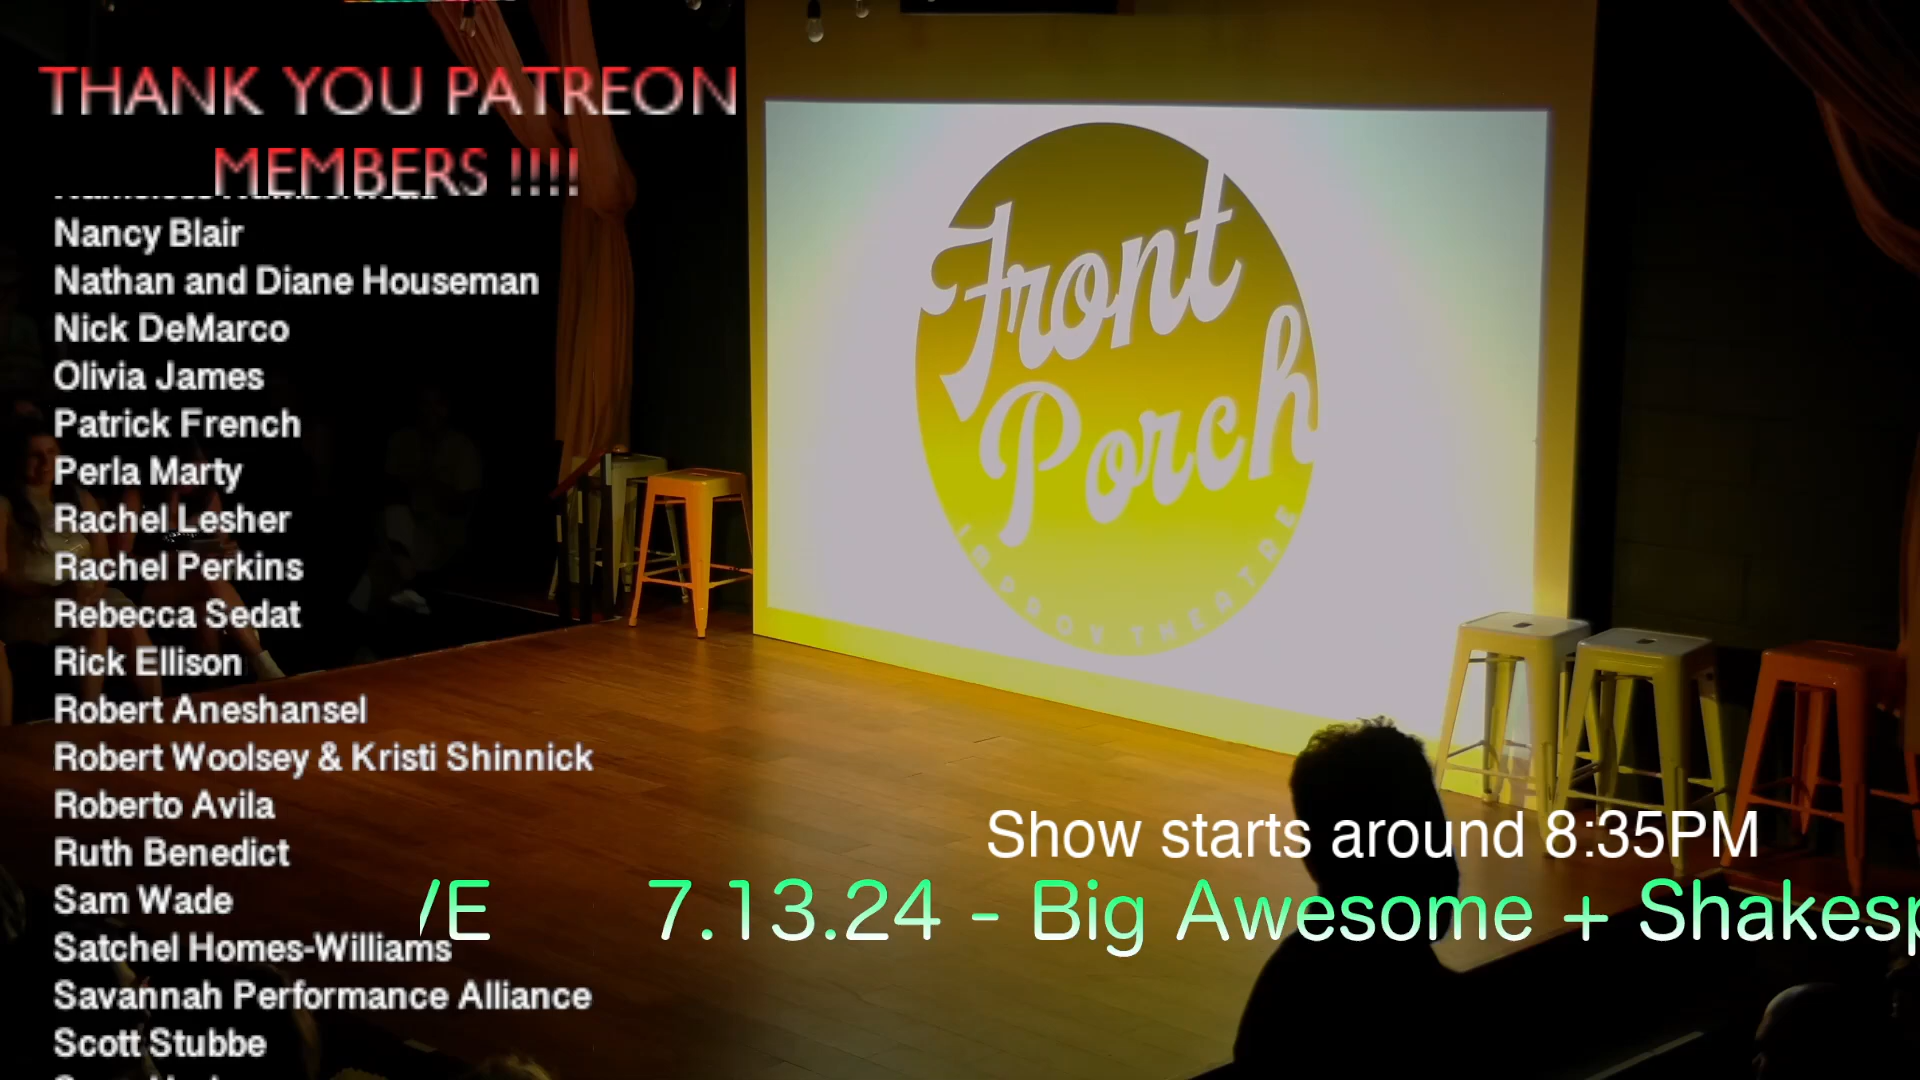 THANK YOU PATREON
MEMBERS !!!!
Nancy Blair
Nathan and Diane Houseman
Nick DeMarco
Olivia James
Patrick French
Perla Marty
Rachel Lesher
Rachel Perkins
Rebecca Sedat
Rick Ellison
Robert Aneshansel
Robert Woolsey & Kristi Shinnick
Roberto Avila
Ruth Benedict
Sam Wade
Satchel Homes-Williams
Savannah Performance Alliance
Scott Stubbe
Front
Porch
IMPROV THEATRE
Show starts around 8:35PM
VE 7.13.24 - Big Awesome + Shakesp